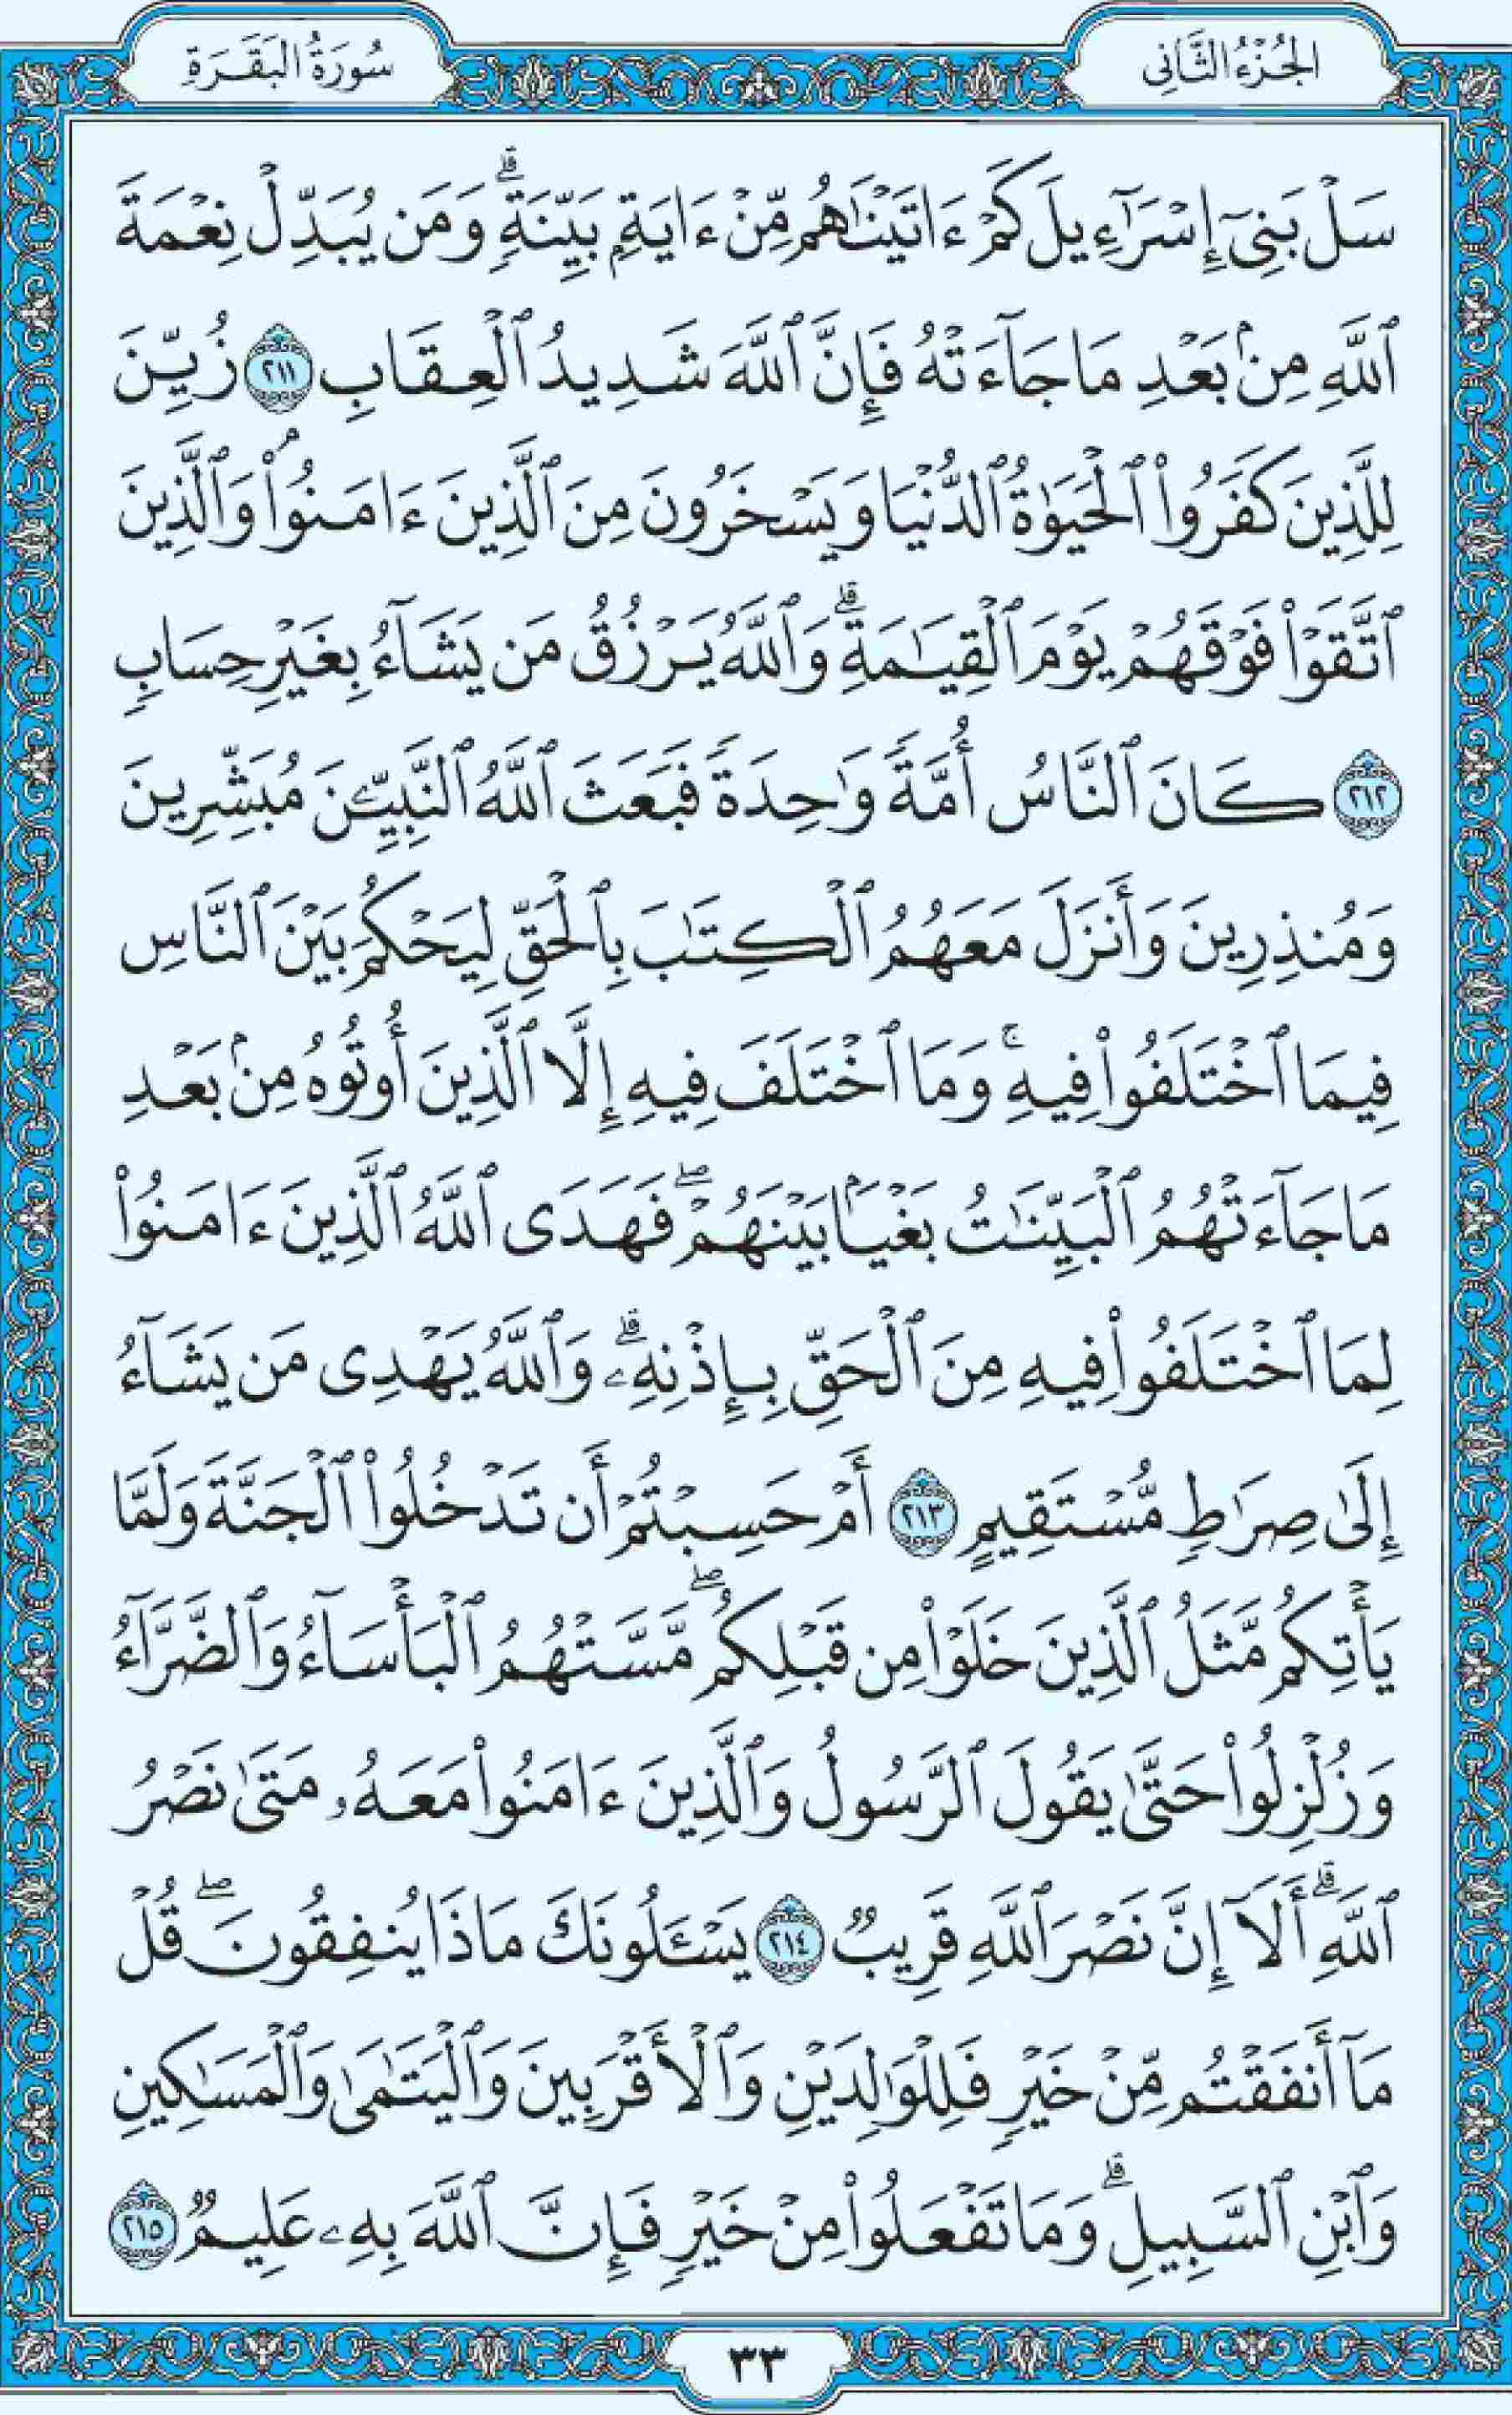 الجُزْءُ الثَّانِي
سُورَةُ البَقَرَةِ
سَلْ بَنِىٓ إِسْرَٰٓءِيلَ كَمْ ءَاتَيْنَٰهُم مِّنْ ءَايَةٍۭ بَيِّنَةٍۗ وَمَن يُبَدِّلْ نِعْمَةَ
ٱللَّهِ مِنۢ بَعْدِ مَا جَآءَتْهُ فَإِنَّ ٱللَّهَ شَدِيدُ ٱلْعِقَابِ ٢١١ زُيِّنَ
لِلَّذِينَ كَفَرُوا۟ ٱلْحَيَوٰةُ ٱلدُّنْيَا وَيَسْخَرُونَ مِنَ ٱلَّذِينَ ءَامَنُوا۟ۘ وَٱلَّذِينَ
ٱتَّقَوْا۟ فَوْقَهُمْ يَوْمَ ٱلْقِيَٰمَةِۗ وَٱللَّهُ يَرْزُقُ مَن يَشَآءُ بِغَيْرِ حِسَابٍ
٢١٢ كَانَ ٱلنَّاسُ أُمَّةً وَٰحِدَةً فَبَعَثَ ٱللَّهُ ٱلنَّبِيِّـۧنَ مُبَشِّرِينَ
وَمُنذِرِينَ وَأَنزَلَ مَعَهُمُ ٱلْكِتَٰبَ بِٱلْحَقِّ لِيَحْكُمَ بَيْنَ ٱلنَّاسِ
فِيمَا ٱخْتَلَفُوا۟ فِيهِۚ وَمَا ٱخْتَلَفَ فِيهِ إِلَّا ٱلَّذِينَ أُوتُوهُ مِنۢ بَعْدِ
مَا جَآءَتْهُمُ ٱلْبَيِّنَٰتُ بَغْيَۢا بَيْنَهُمْۖ فَهَدَى ٱللَّهُ ٱلَّذِينَ ءَامَنُوا۟
لِمَا ٱخْتَلَفُوا۟ فِيهِ مِنَ ٱلْحَقِّ بِإِذْنِهِۦۗ وَٱللَّهُ يَهْدِى مَن يَشَآءُ
إِلَىٰ صِرَٰطٍ مُّسْتَقِيمٍ ٢١٣ أَمْ حَسِبْتُمْ أَن تَدْخُلُوا۟ ٱلْجَنَّةَ وَلَمَّا
يَأْتِكُم مَّثَلُ ٱلَّذِينَ خَلَوْا۟ مِن قَبْلِكُمۖ مَّسَّتْهُمُ ٱلْبَأْسَآءُ وَٱلضَّرَّآءُ
وَزُلْزِلُوا۟ حَتَّىٰ يَقُولَ ٱلرَّسُولُ وَٱلَّذِينَ ءَامَنُوا۟ مَعَهُۥ مَتَىٰ نَصْرُ
ٱللَّهِۗ أَلَآ إِنَّ نَصْرَ ٱللَّهِ قَرِيبٌ ٢١٤ يَسْـَٔلُونَكَ مَاذَا يُنفِقُونَۖ قُلْ
مَآ أَنفَقْتُم مِّنْ خَيْرٍ فَلِلْوَٰلِدَيْنِ وَٱلْأَقْرَبِينَ وَٱلْيَتَٰمَىٰ وَٱلْمَسَٰكِينِ
وَٱبْنِ ٱلسَّبِيلِۗ وَمَا تَفْعَلُوا۟ مِنْ خَيْرٍ فَإِنَّ ٱللَّهَ بِهِۦ عَلِيمٌ ٢١٥
٣٣